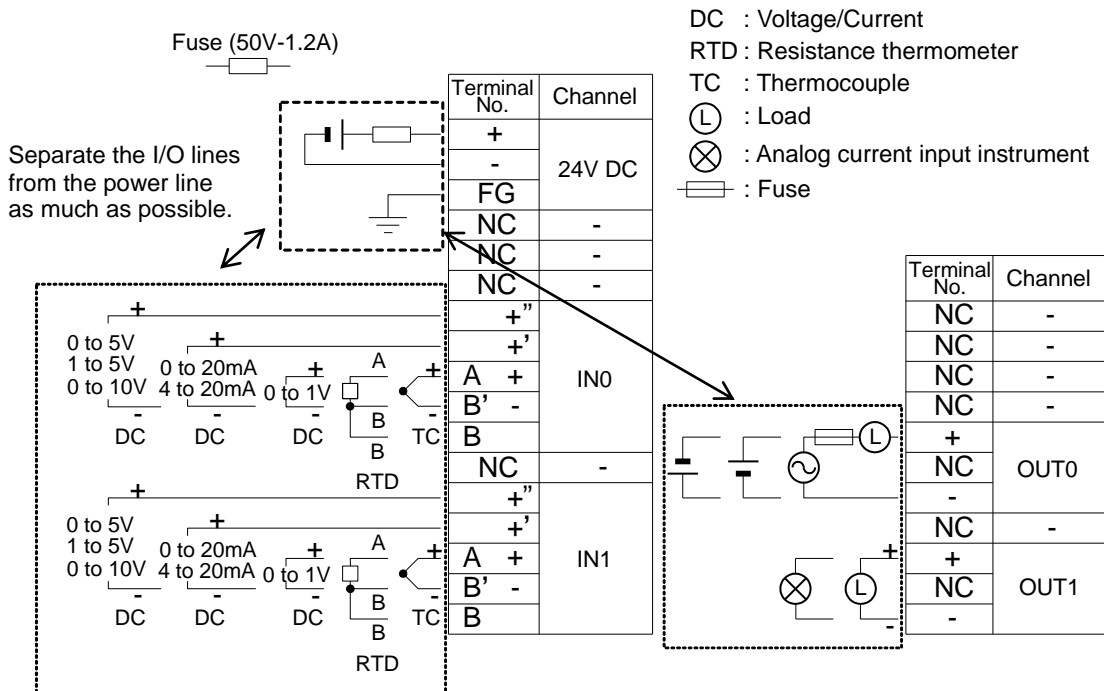 Fuse (50V-1.2A)
DC : Voltage/Current
RTD : Resistance thermometer
TC : Thermocouple
L : Load
: Analog current input instrument
: Fuse
Separate the I/O lines
from the power line
as much as possible.
Terminal No. Channel
+ 24V DC
-
FG
NC -
NC -
NC -
+” IN0
+’
A +
B’ -
B
NC -
+” IN1
+’
A +
B’ -
B
+
0 to 5V
1 to 5V
0 to 10V
-
DC
+
0 to 20mA
4 to 20mA
-
DC
+
0 to 1V
-
DC
A
B
B
RTD
+
-
TC
+
0 to 5V
1 to 5V
0 to 10V
-
DC
+
0 to 20mA
4 to 20mA
-
DC
+
0 to 1V
-
DC
A
B
B
RTD
+
-
TC
Terminal No. Channel
NC -
NC -
NC -
NC -
+ OUT0
NC
-
NC -
+ OUT1
NC
-
L
+
L
-